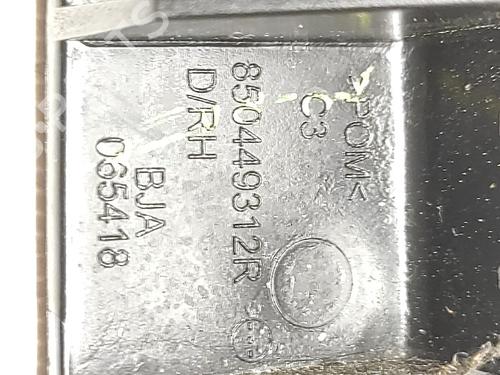 >POM<
C3
850449312R
D/RH
BJA
065418